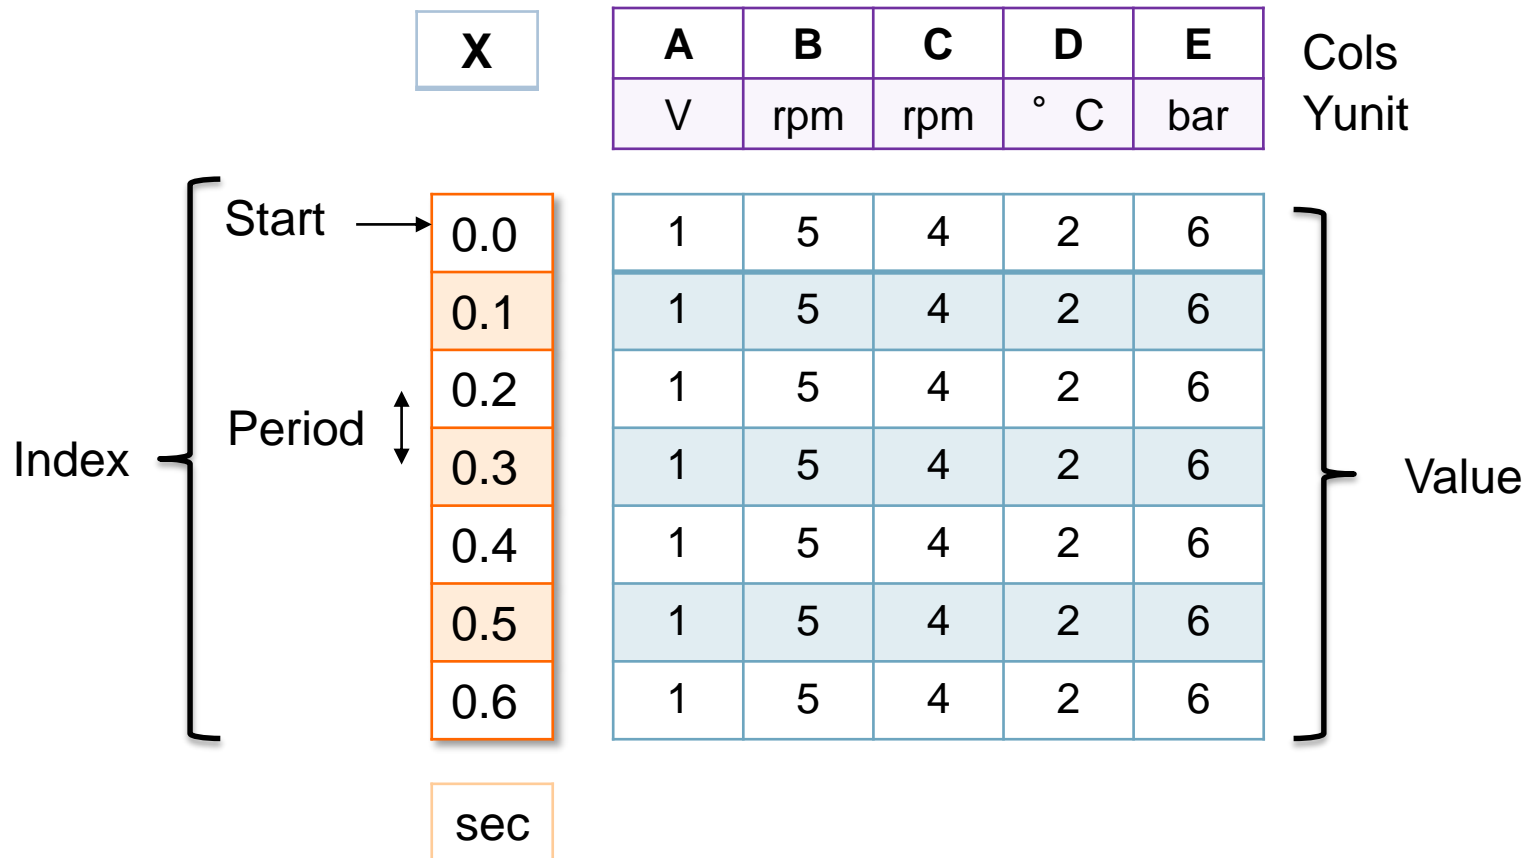 X A B C D E Cols
V rpm rpm ° C bar Yunit
Start 0.0 1 5 4 2 6
0.1 1 5 4 2 6
0.2 1 5 4 2 6
Period
Index 0.3 1 5 4 2 6 Value
0.4 1 5 4 2 6
0.5 1 5 4 2 6
0.6 1 5 4 2 6
sec